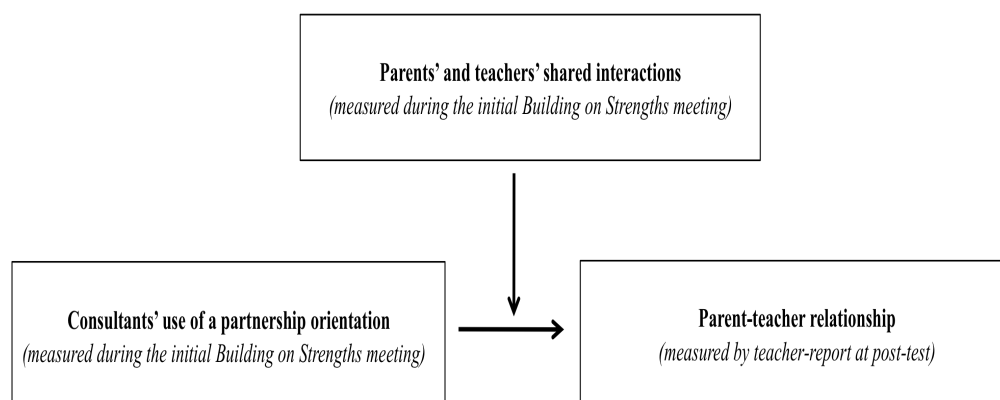 Parents’ and teachers’ shared interactions
(measured during the initial Building on Strengths meeting)
Consultants’ use of a partnership orientation
(measured during the initial Building on Strengths meeting)
Parent-teacher relationship
(measured by teacher-report at post-test)